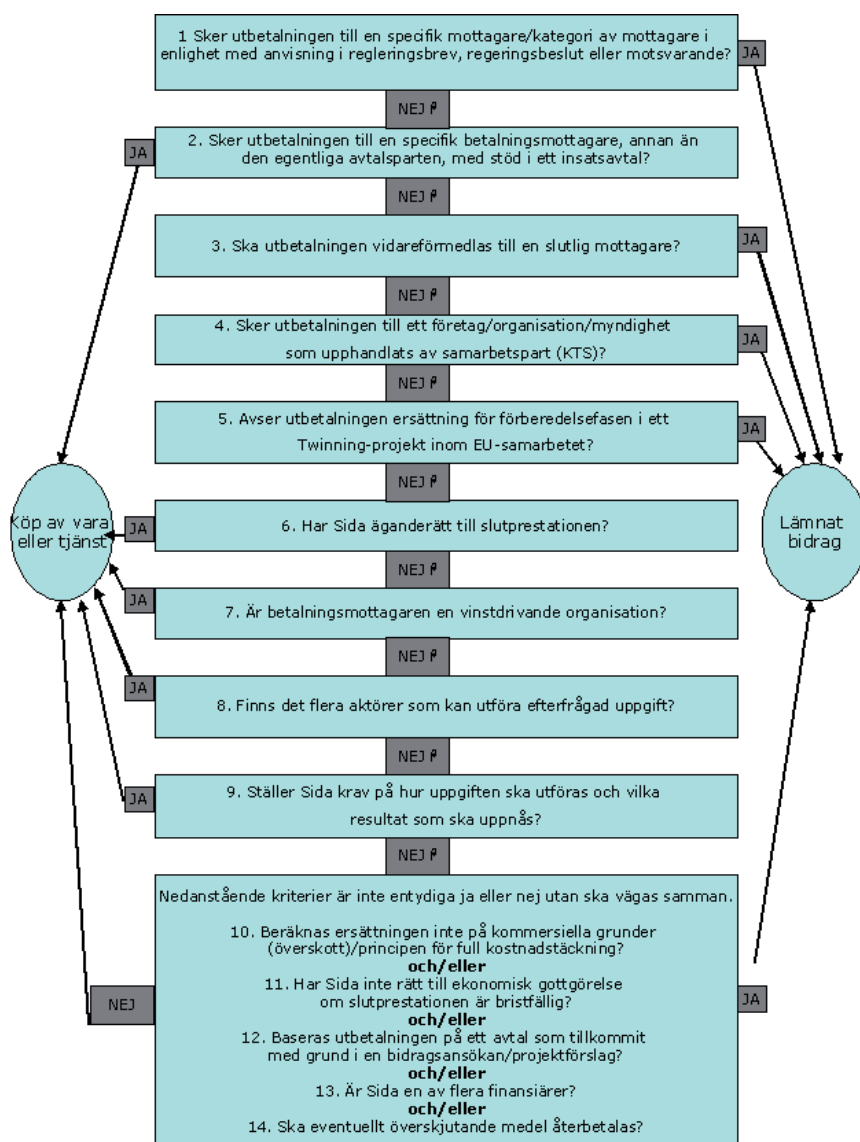 1 Sker utbetalningen till en specifik mottagare/kategori av mottagare i
enlighet med anvisning i regleringsbrev, regeringsbeslut eller motsvarande?
JA
NEJ
JA
2. Sker utbetalningen till en specifik betalningsmottagare, annan än
den egentliga avtalsparten, med stöd i ett insatsavtal?
NEJ
3. Ska utbetalningen vidareförmedlas till en slutlig mottagare?
JA
NEJ
4. Sker utbetalningen till ett företag/organisation/myndighet
som upphandlats av samarbetspart (KTS)?
JA
NEJ
5. Avser utbetalningen ersättning för förberedelsefasen i ett
Twinning-projekt inom EU-samarbetet?
JA
NEJ
Köp av vara
eller tjänst
JA
6. Har Sida äganderätt till slutprestationen?
Lämnat
bidrag
NEJ
JA
7. Är betalningsmottagaren en vinstdrivande organisation?
NEJ
JA
8. Finns det flera aktörer som kan utföra efterfrågad uppgift?
NEJ
JA
9. Ställer Sida krav på hur uppgiften ska utföras och vilka
resultat som ska uppnås?
NEJ
Nedanstående kriterier är inte entydiga ja eller nej utan ska vägas samman.
10. Beräknas ersättningen inte på kommersiella grunder
(överskott)/principen för full kostnadstäckning?
och/eller
11. Har Sida inte rätt till ekonomisk gottgörelse
om slutprestationen är bristfällig?
och/eller
NEJ
JA
12. Baseras utbetalningen på ett avtal som tillkommit
med grund i en bidragsansökan/projektförslag?
och/eller
13. Är Sida en av flera finansiärer?
och/eller
14. Ska eventuellt överskjutande medel återbetalas?